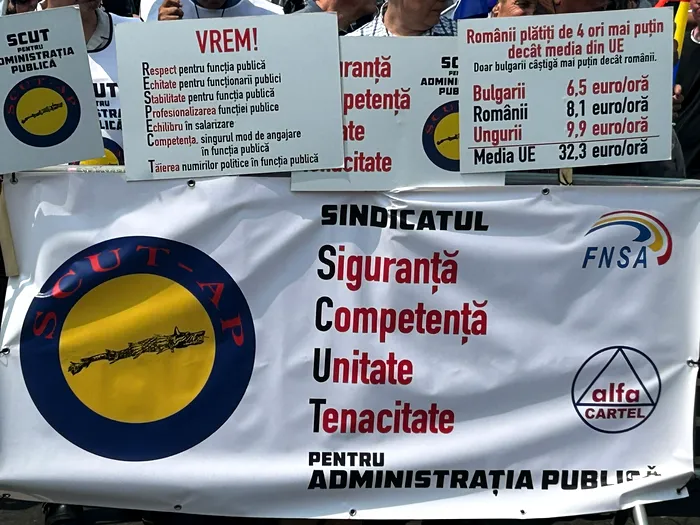 SCUT
PENTRU
ADMINISTRAȚIA
PUBLICĂ
SCUT-AP
VREM!
Respect pentru funcția publică
Echitate pentru funcționarii publici
Stabilitate pentru funcția publică
Profesionalizarea funcției publice
Echilibru în salarizare
Competența, singurul mod de angajare
în funcția publică
Tăierea numirilor politice în funcția publică
uranță
petență
ate
acitate
Românii plătiți de 4 ori mai puțin
decât media din UE
Doar bulgarii câștigă mai puțin decât românii.
Bulgarii 6,5 euro/oră
Românii 8,1 euro/oră
Ungurii 9,9 euro/oră
Media UE 32,3 euro/oră
SCUT-AP
SINDICATUL
Siguranță
Competență
Unitate
Tenacitate
PENTRU
ADMINISTRAȚIA PUBLICĂ
FNSA
alfa
CARTEL